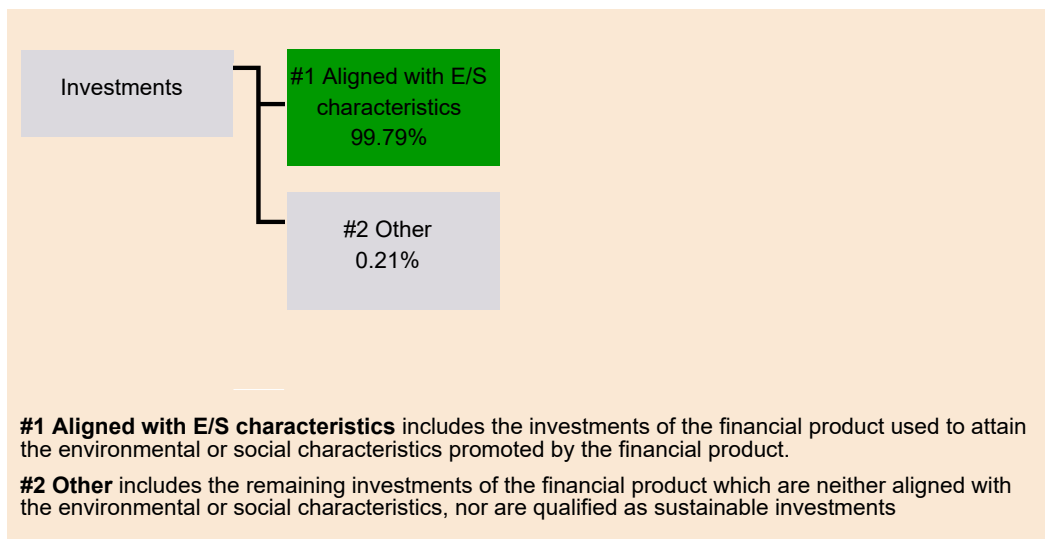 Investments
#1 Aligned with E/S
characteristics
99.79%
#2 Other
0.21%
#1 Aligned with E/S characteristics includes the investments of the financial product used to attain
the environmental or social characteristics promoted by the financial product.
#2 Other includes the remaining investments of the financial product which are neither aligned with
the environmental or social characteristics, nor are qualified as sustainable investments